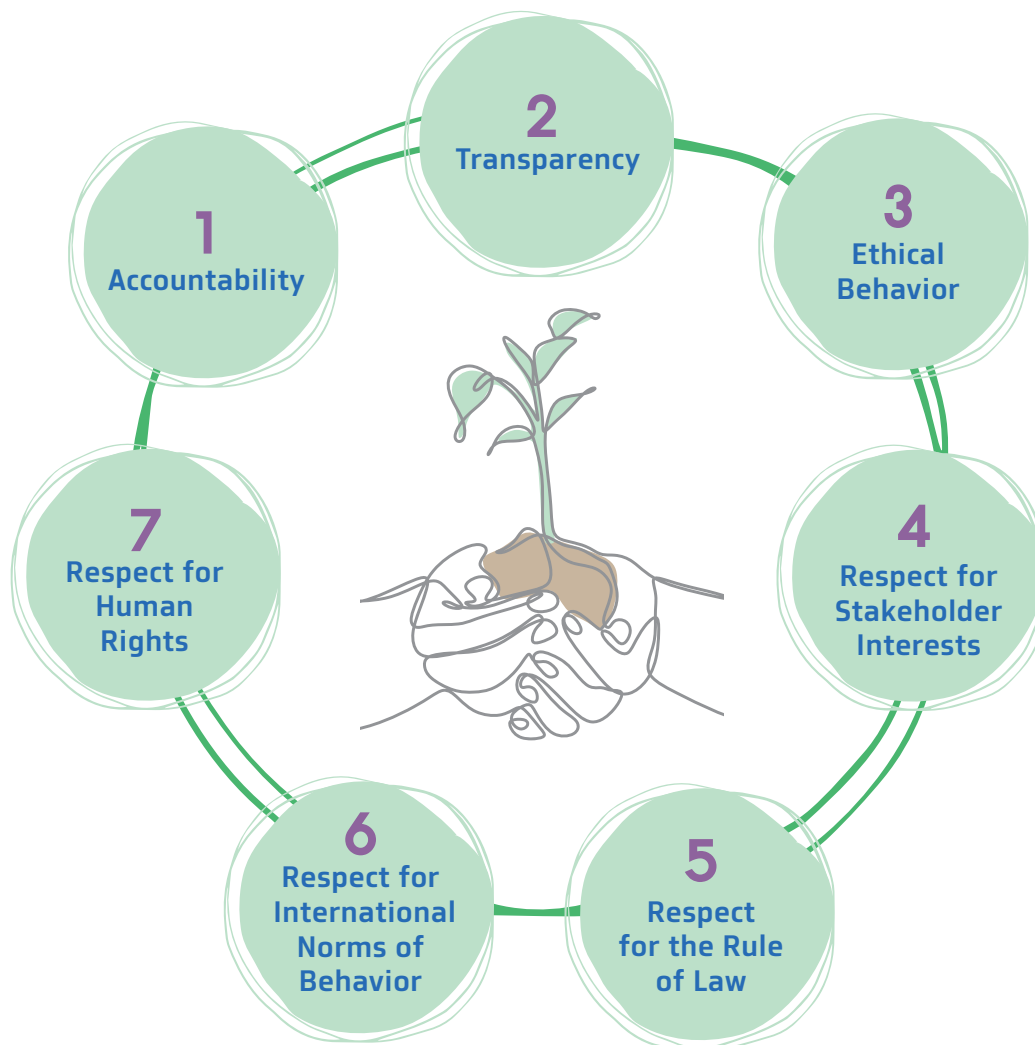 1
Accountability
2
Transparency
3
Ethical
Behavior
4
Respect for
Stakeholder
Interests
5
Respect
for the Rule
of Law
6
Respect for
International
Norms of
Behavior
7
Respect for
Human
Rights